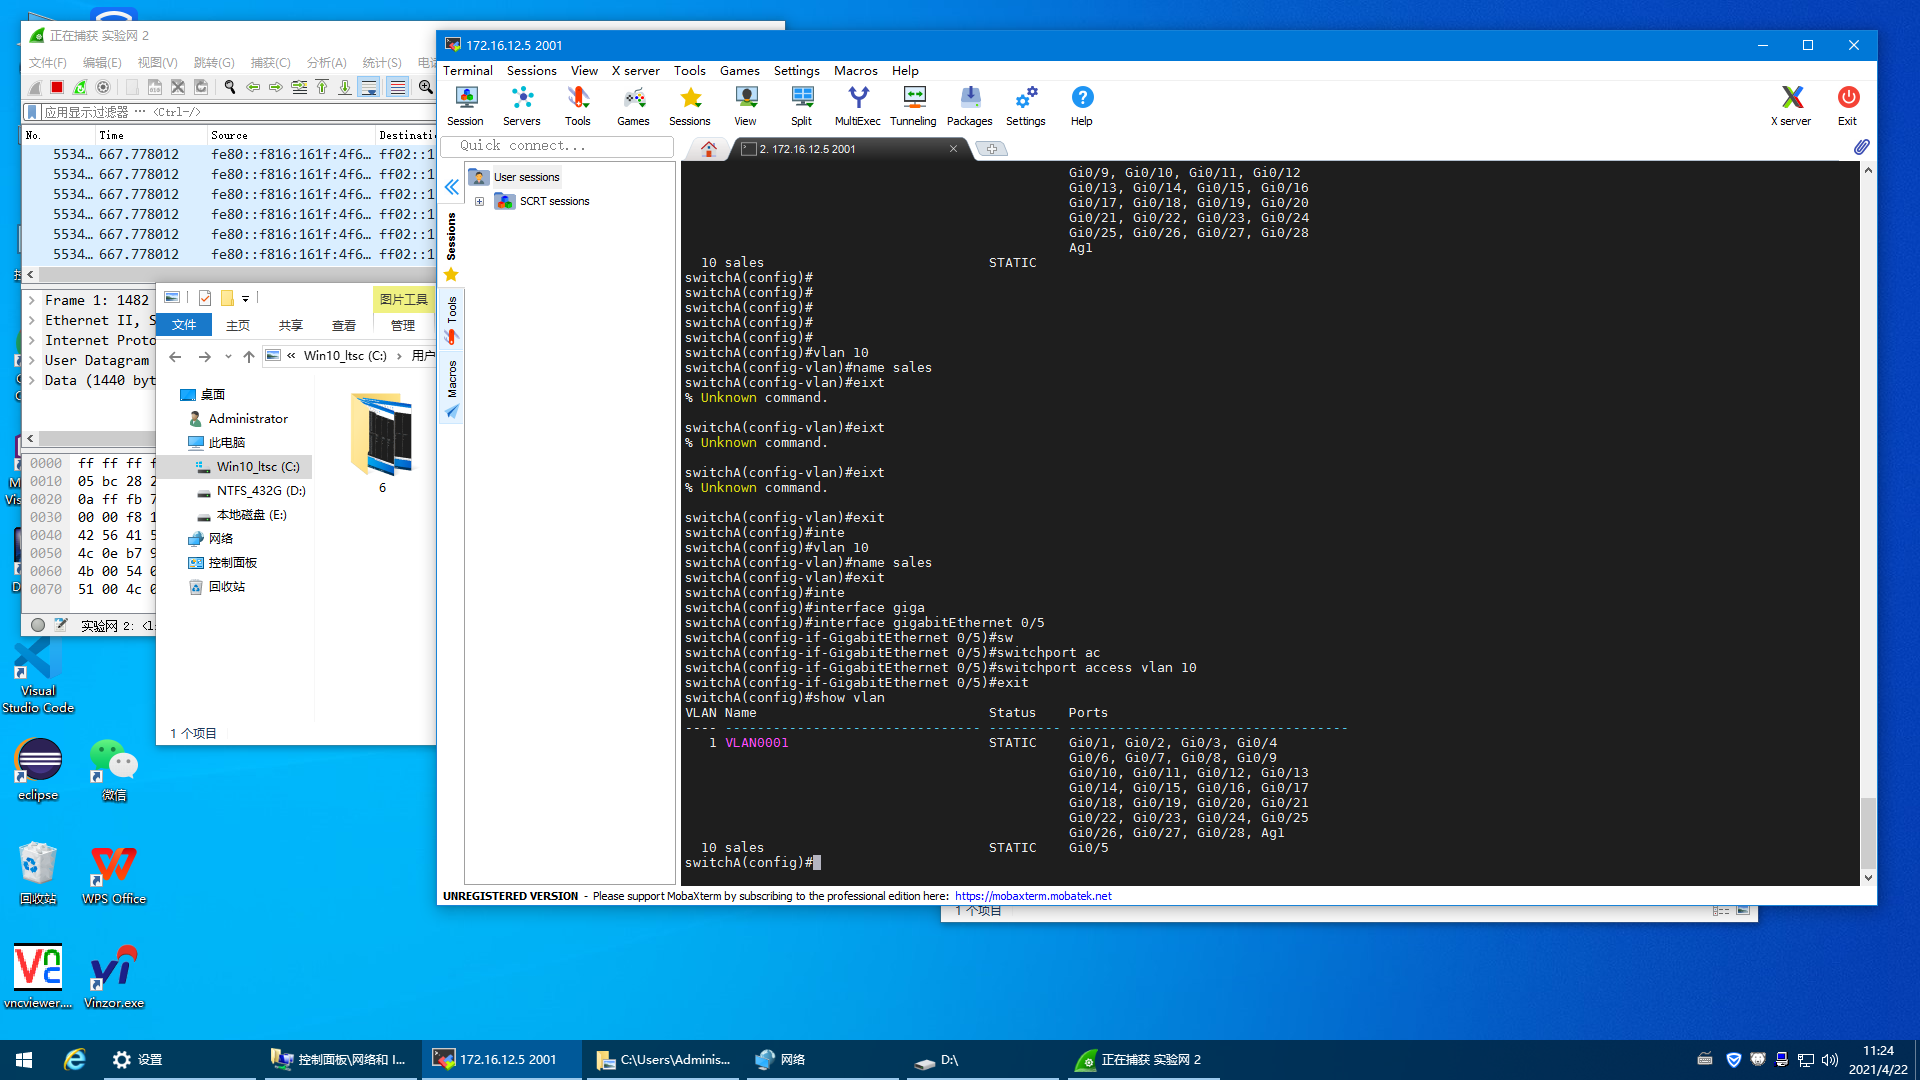 正在捕获 实验网 2
文件(F) 编辑(E) 视图(V) 跳转(G) 捕获(C) 分析(A) 统计(S)
应用显示过滤器 … <Ctrl-/>
No. Time Source
5534… 667.778012 fe80::f816:161f:4f6… ff02::1
5534… 667.778012 fe80::f816:161f:4f6… ff02::1
5534… 667.778012 fe80::f816:161f:4f6… ff02::1
5534… 667.778012 fe80::f816:161f:4f6… ff02::1
5534… 667.778012 fe80::f816:161f:4f6… ff02::1
5534… 667.778012 fe80::f816:161f:4f6… ff02::1
Frame 1: 1482
Ethernet II, S
Internet Proto
User Datagram
Data (1440 byt
0000 ff ff ff f
0010 05 bc 28 2
0020 0a ff fb 7
0030 00 00 f8 1
0040 42 56 41 5
0050 4c 0e b7 9
0060 4b 00 54 0
0070 51 00 4c 0
实验网 2: <l
图片工具
文件 主页 共享 查看 管理
« Win10_ltsc (C:) › 用户
桌面
Administrator
此电脑
Win10_ltsc (C:)
NTFS_432G (D:)
本地磁盘 (E:)
网络
控制面板
回收站
6
1 个项目
172.16.12.5 2001
Terminal Sessions View X server Tools Games Settings Macros Help
Session Servers Tools Games Sessions View Split MultiExec Tunneling Packages Settings Help X server Exit
Quick connect...
2. 172.16.12.5 2001
User sessions
SCRT sessions
Sessions
Tools
Macros
Gi0/9, Gi0/10, Gi0/11, Gi0/12
Gi0/13, Gi0/14, Gi0/15, Gi0/16
Gi0/17, Gi0/18, Gi0/19, Gi0/20
Gi0/21, Gi0/22, Gi0/23, Gi0/24
Gi0/25, Gi0/26, Gi0/27, Gi0/28
Ag1
10 sales STATIC
switchA(config)#
switchA(config)#
switchA(config)#
switchA(config)#
switchA(config)#
switchA(config)#vlan 10
switchA(config-vlan)#name sales
switchA(config-vlan)#eixt
% Unknown command.
switchA(config-vlan)#eixt
% Unknown command.
switchA(config-vlan)#eixt
% Unknown command.
switchA(config-vlan)#exit
switchA(config)#inte
switchA(config)#vlan 10
switchA(config-vlan)#name sales
switchA(config-vlan)#exit
switchA(config)#inte
switchA(config)#interface giga
switchA(config)#interface gigabitEthernet 0/5
switchA(config-if-GigabitEthernet 0/5)#sw
switchA(config-if-GigabitEthernet 0/5)#switchport ac
switchA(config-if-GigabitEthernet 0/5)#switchport access vlan 10
switchA(config-if-GigabitEthernet 0/5)#exit
switchA(config)#show vlan
VLAN Name Status Ports
---- -------------------------------- --------- -----------------------------------
1 VLAN0001 STATIC Gi0/1, Gi0/2, Gi0/3, Gi0/4
Gi0/6, Gi0/7, Gi0/8, Gi0/9
Gi0/10, Gi0/11, Gi0/12, Gi0/13
Gi0/14, Gi0/15, Gi0/16, Gi0/17
Gi0/18, Gi0/19, Gi0/20, Gi0/21
Gi0/22, Gi0/23, Gi0/24, Gi0/25
Gi0/26, Gi0/27, Gi0/28, Ag1
10 sales STATIC Gi0/5
switchA(config)#
UNREGISTERED VERSION - Please support MobaXterm by subscribing to the professional edition here: https://mobaxterm.mobatek.net
1 个项目
Visual Studio Code
eclipse
微信
回收站
WPS Office
vncviewer....
Vinzor.exe
设置
控制面板\网络和 I...
172.16.12.5 2001
C:\Users\Adminis...
网络
D:\
正在捕获 实验网 2
11:24
2021/4/22